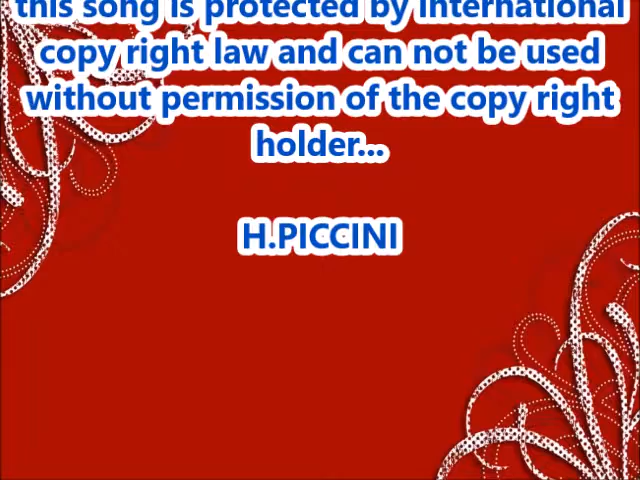 this song is protected by international
copy right law and can not be used
without permission of the copy right
holder...
H.PICCINI